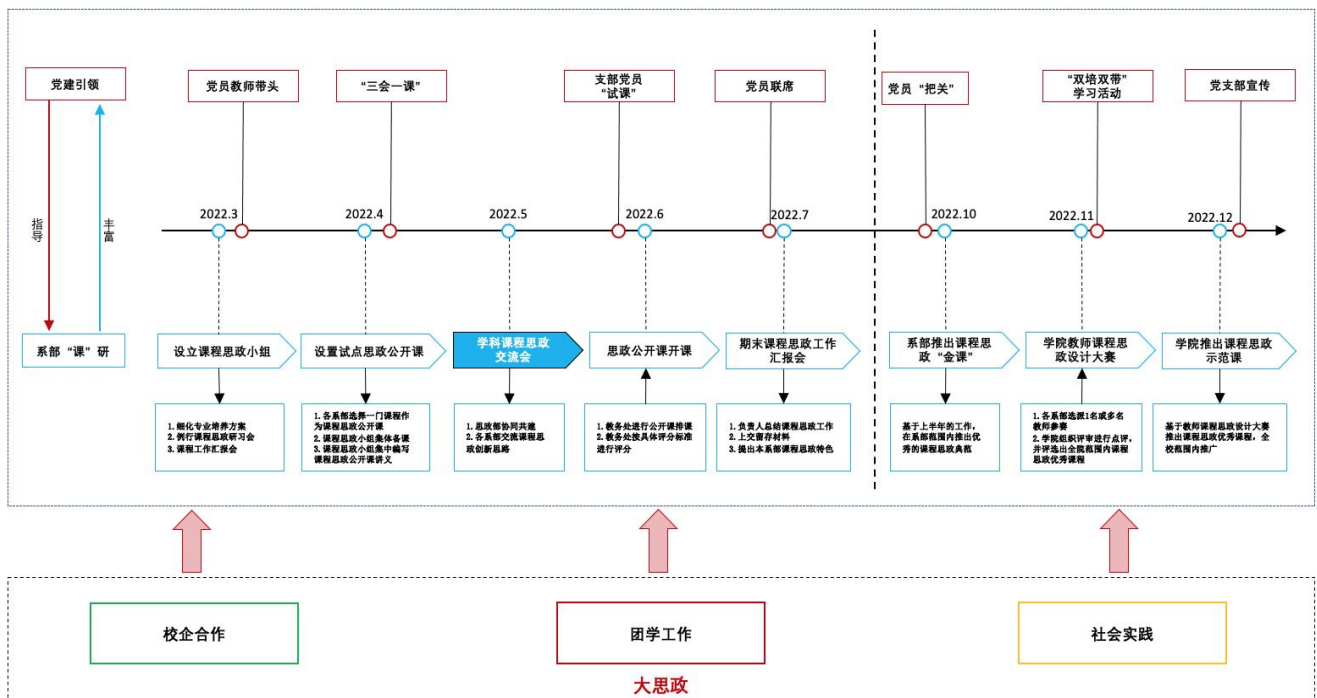 党建引领
党员教师带头
“三会一课”
支部党员
“试课”
党员联席
党员“把关”
“双培双带”
学习活动
党支部宣传
指导
丰富
2022.3
2022.4
2022.5
2022.6
2022.7
2022.10
2022.11
2022.12
系部“课”研
设立课程思政小组
设置试点思政公开课
学科课程思政
交流会
思政公开课开课
期末课程思政工作
汇报会
系部推出课程思
政“金课”
学院教师课程思
政设计大赛
学院推出课程思政
示范课
1. 细化专业培养方案
2. 例行课程思政研习会
3. 课程工作汇报会
1. 各系部选择一门课程作
为课程思政公开课
2. 课程思政小组集体备课
3. 课程思政小组集中编写
课程思政公开课讲义
1. 思政部协同共建
2. 各系部交流课程思
政创新思路
1. 教务处进行公开课排课
2. 教务处按具体评分标准
进行评分
1. 负责人总结课程思政工作
2. 上交留存材料
3. 提出本系部课程思政特色
基于上半年的工作，
在系部范围内推出优
秀的课程思政典范
1. 各系部选派1名或多名
教师参赛
2. 学院组织评审进行点评，
并评选出全院范围内课程
思政优秀课程
基于教师课程思政设计大赛
推出课程思政优秀课程，全
校范围内推广
校企合作
团学工作
社会实践
大思政